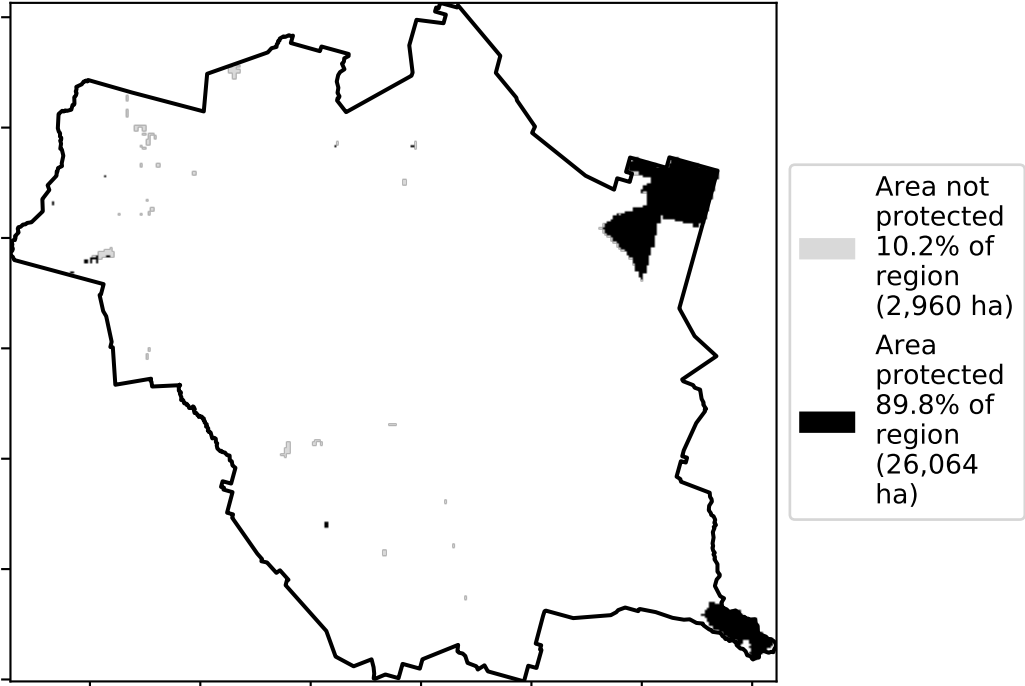 Area not
protected
10.2% of
region
(2,960 ha)
Area
protected
89.8% of
region
(26,064
ha)